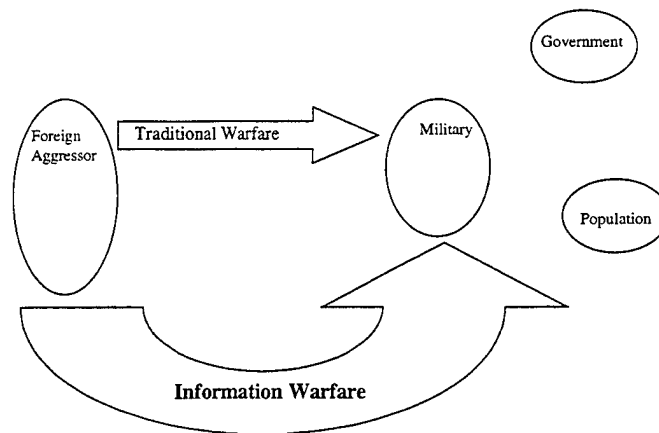 Government
Foreign
Aggressor
Traditional Warfare
Military
Population
Information Warfare